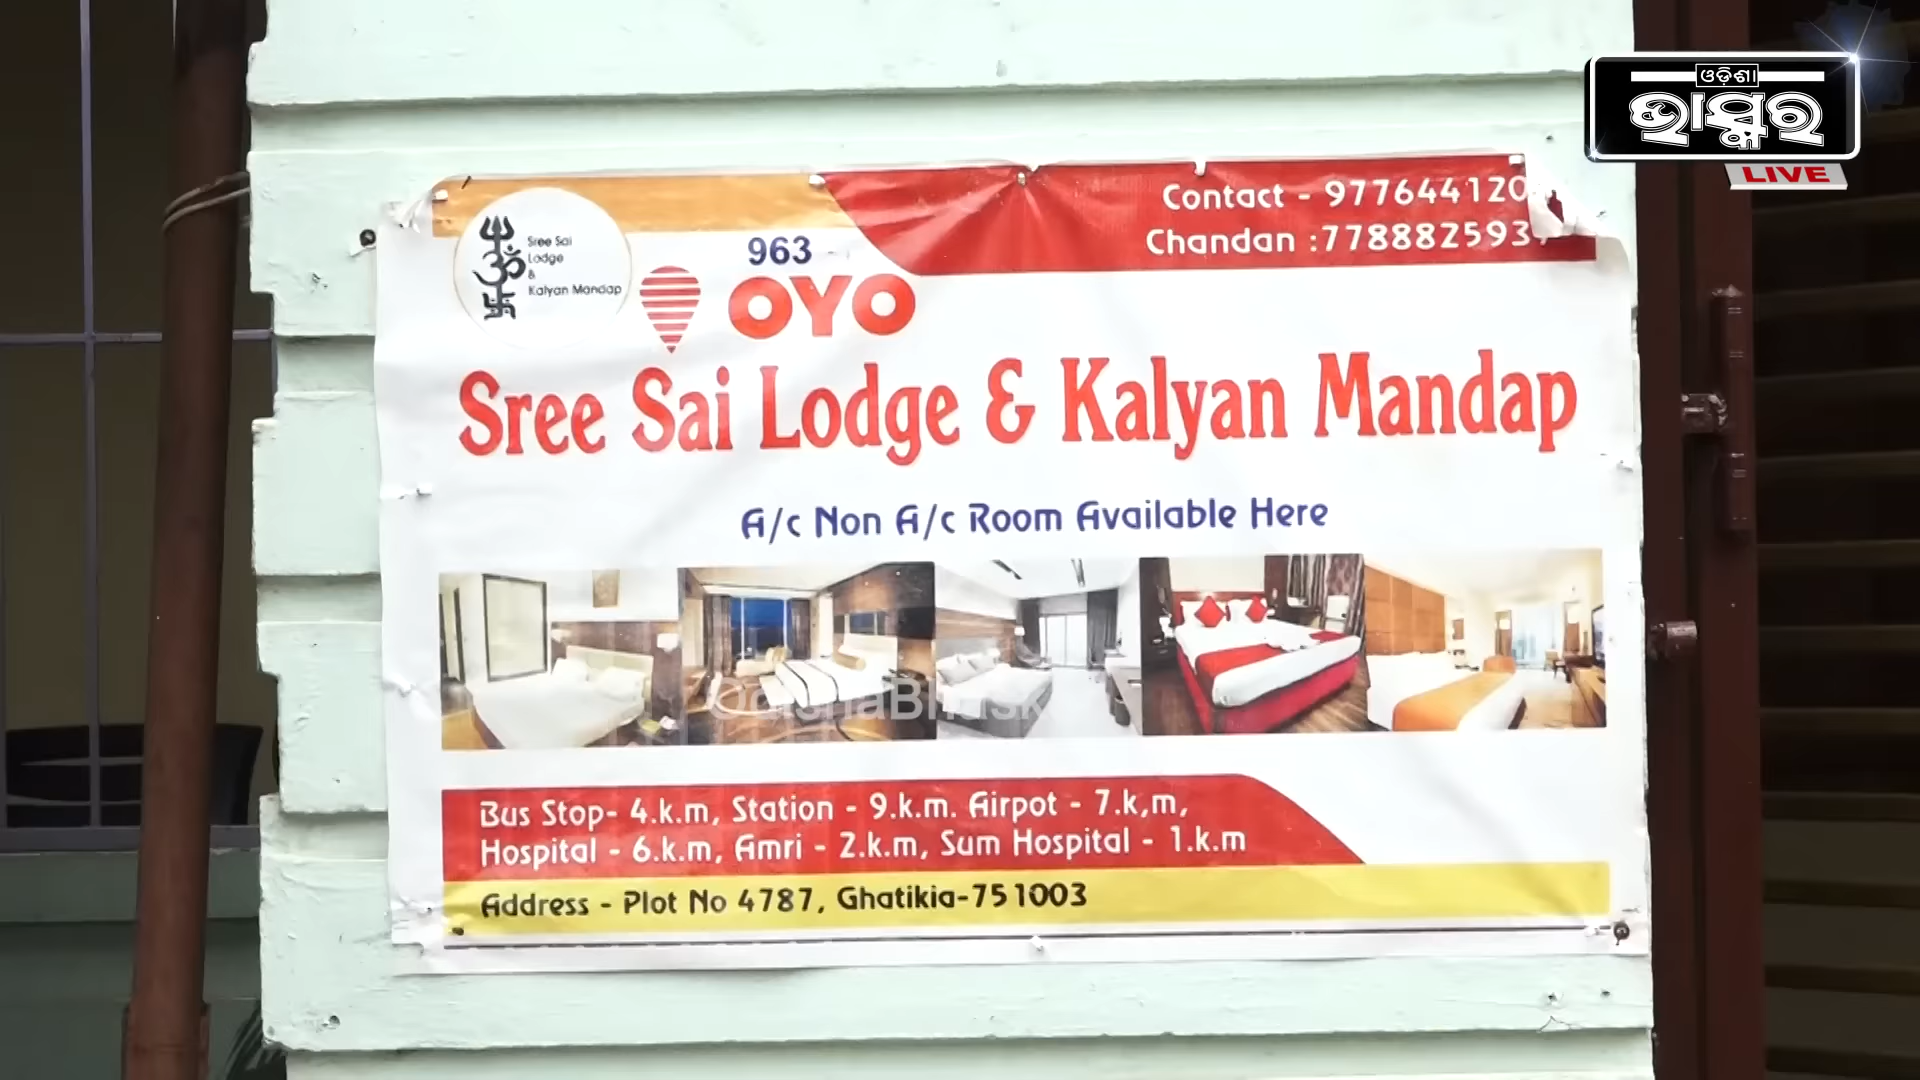 ଓଡ଼ିଶା
ଭାସ୍କର
LIVE
Contact -
Chandan :
Sree Sai
Lodge
&
Kalyan Mandap
963
OYO
Sree Sai Lodge & Kalyan Mandap
A/c Non A/c Room Available Here
Bus Stop- 4.k.m, Station - 9.k.m. Airpot - 7.k,m,
Hospital - 6.k.m, Amri - 2.k.m, Sum Hospital - 1.k.m
Address - Plot No 4787, Ghatikia-751003